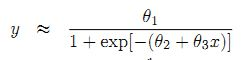 y ≈ θ₁ / (1 + exp[−(θ₂ + θ₃x)])